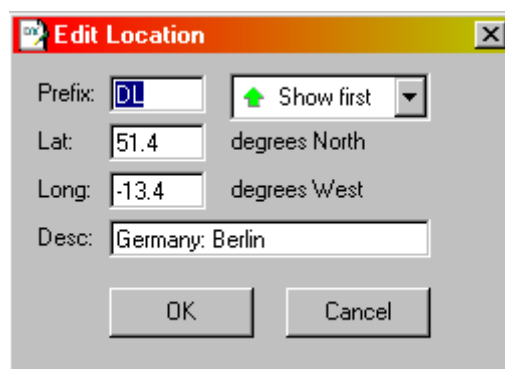 Edit Location
Prefix: DL Show first
Lat: 51.4 degrees North
Long: -13.4 degrees West
Desc: Germany: Berlin
OK Cancel